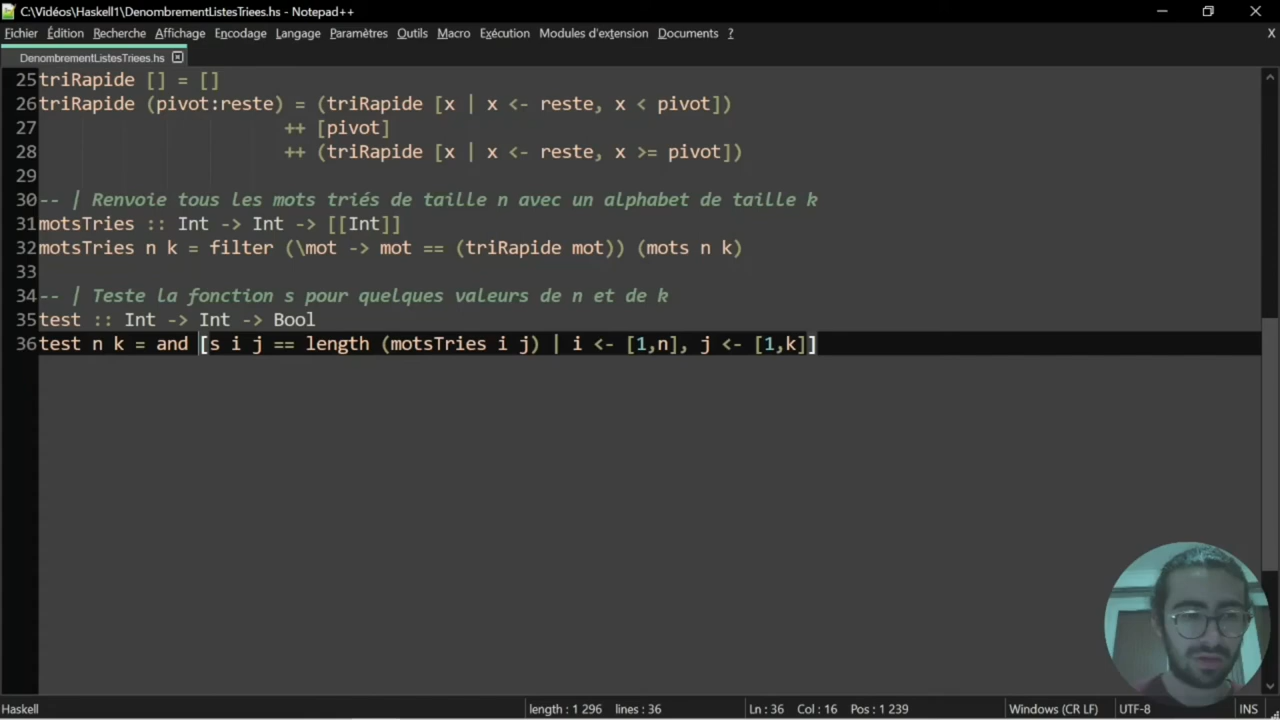 C:\Vidéos\Haskell1\DenombrementListesTriees.hs - Notepad++
Fichier Édition Recherche Affichage Encodage Langage Paramètres Outils Macro Exécution Modules d'extension Documents ? X
DenombrementListesTriees.hs
25 triRapide [] = []
26 triRapide (pivot:reste) = (triRapide [x | x <- reste, x < pivot])
27 ++ [pivot]
28 ++ (triRapide [x | x <- reste, x >= pivot])
29
30 -- | Renvoie tous les mots triés de taille n avec un alphabet de taille k
31 motsTries :: Int -> Int -> [[Int]]
32 motsTries n k = filter (\mot -> mot == (triRapide mot)) (mots n k)
33
34 -- | Teste la fonction s pour quelques valeurs de n et de k
35 test :: Int -> Int -> Bool
36 test n k = and [s i j == length (motsTries i j) | i <- [1,n], j <- [1,k]]
Haskell length : 1 296 lines : 36 Ln : 36 Col : 16 Pos : 1 239 Windows (CR LF) UTF-8 INS